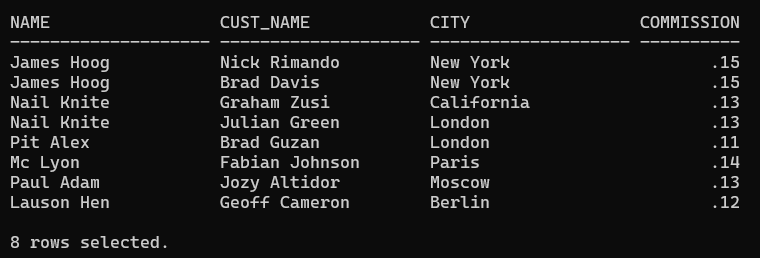 NAME                 CUST_NAME            CITY                 COMMISSION
-------------------- -------------------- -------------------- ----------
James Hoog           Nick Rimando         New York                    .15
James Hoog           Brad Davis           New York                    .15
Nail Knite           Graham Zusi          California                  .13
Nail Knite           Julian Green         London                      .13
Pit Alex             Brad Guzan           London                      .11
Mc Lyon              Fabian Johnson       Paris                       .14
Paul Adam            Jozy Altidor         Moscow                      .13
Lauson Hen           Geoff Cameron        Berlin                      .12
8 rows selected.